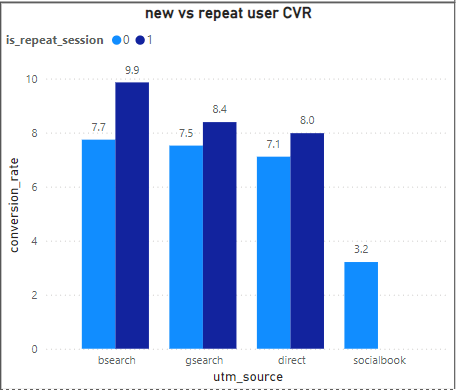 new vs repeat user CVR
is_repeat_session 0 1
conversion_rate
10
8
6
4
2
0
7.7
9.9
7.5
8.4
7.1
8.0
3.2
bsearch gsearch direct socialbook
utm_source